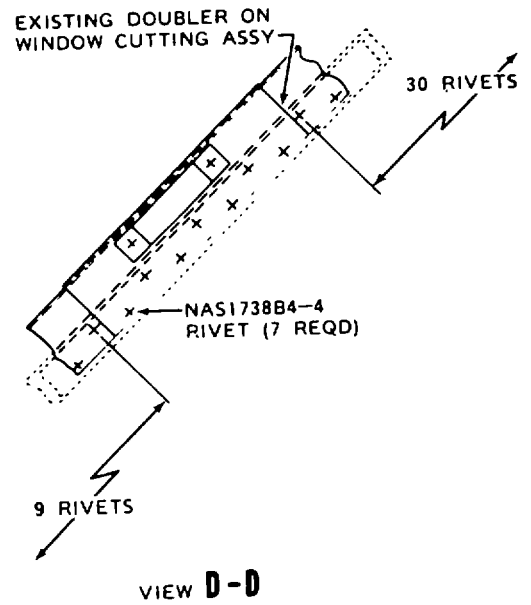 EXISTING DOUBLER ON
WINDOW CUTTING ASSY
30 RIVETS
NAS1738B4-4
RIVET (7 REQD)
9 RIVETS
VIEW D-D